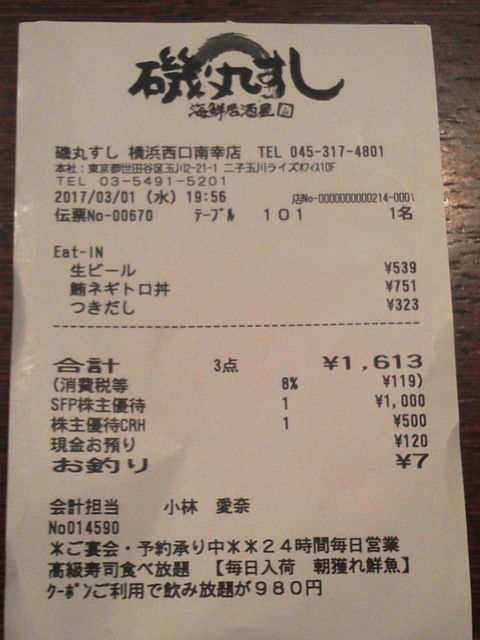 磯丸すし
海鮮居酒屋
磯丸すし 横浜西口南幸店 TEL 045-317-4801
本社：東京都世田谷区玉川2-21-1 二子玉川ライズｵﾌｨｽ10F
TEL 03-5491-5201
2017/03/01 (水) 19:56 店No-0000000000214-0001
伝票No-00670 ﾃｰﾌﾞﾙ 101 1名
Eat-IN
生ビール ¥539
鮪ネギトロ丼 ¥751
つきだし ¥323
合計 3点 ¥1,613
(消費税等 8% ¥119)
SFP株主優待 1 ¥1,000
株主優待CRH 1 ¥500
現金お預り ¥120
お釣り ¥7
会計担当 小林 愛奈
No014590
＊ご宴会・予約承り中＊＊２４時間毎日営業
高級寿司食べ放題 【毎日入荷 朝獲れ鮮魚】
ｸｰﾎﾟﾝご利用で飲み放題が９８０円